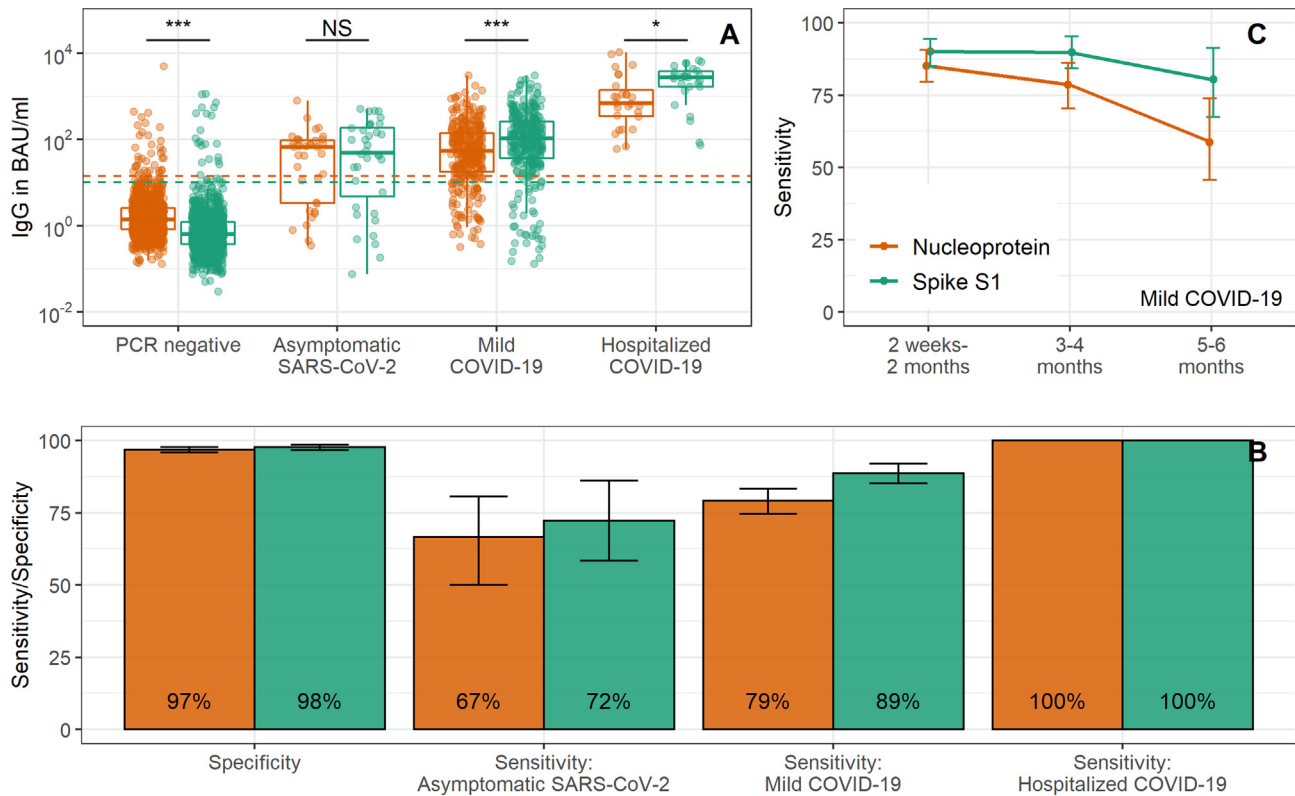 A
***
NS
***
*
IgG in BAU/ml
10^4
10^2
10^0
10^-2
PCR negative
Asymptomatic
SARS-CoV-2
Mild
COVID-19
Hospitalized
COVID-19
C
Sensitivity
100
75
50
25
0
Nucleoprotein
Spike S1
Mild COVID-19
2 weeks-
2 months
3-4
months
5-6
months
B
Sensitivity/Specificity
100
75
50
25
0
97%
98%
67%
72%
79%
89%
100%
100%
Specificity
Sensitivity:
Asymptomatic SARS-CoV-2
Sensitivity:
Mild COVID-19
Sensitivity:
Hospitalized COVID-19